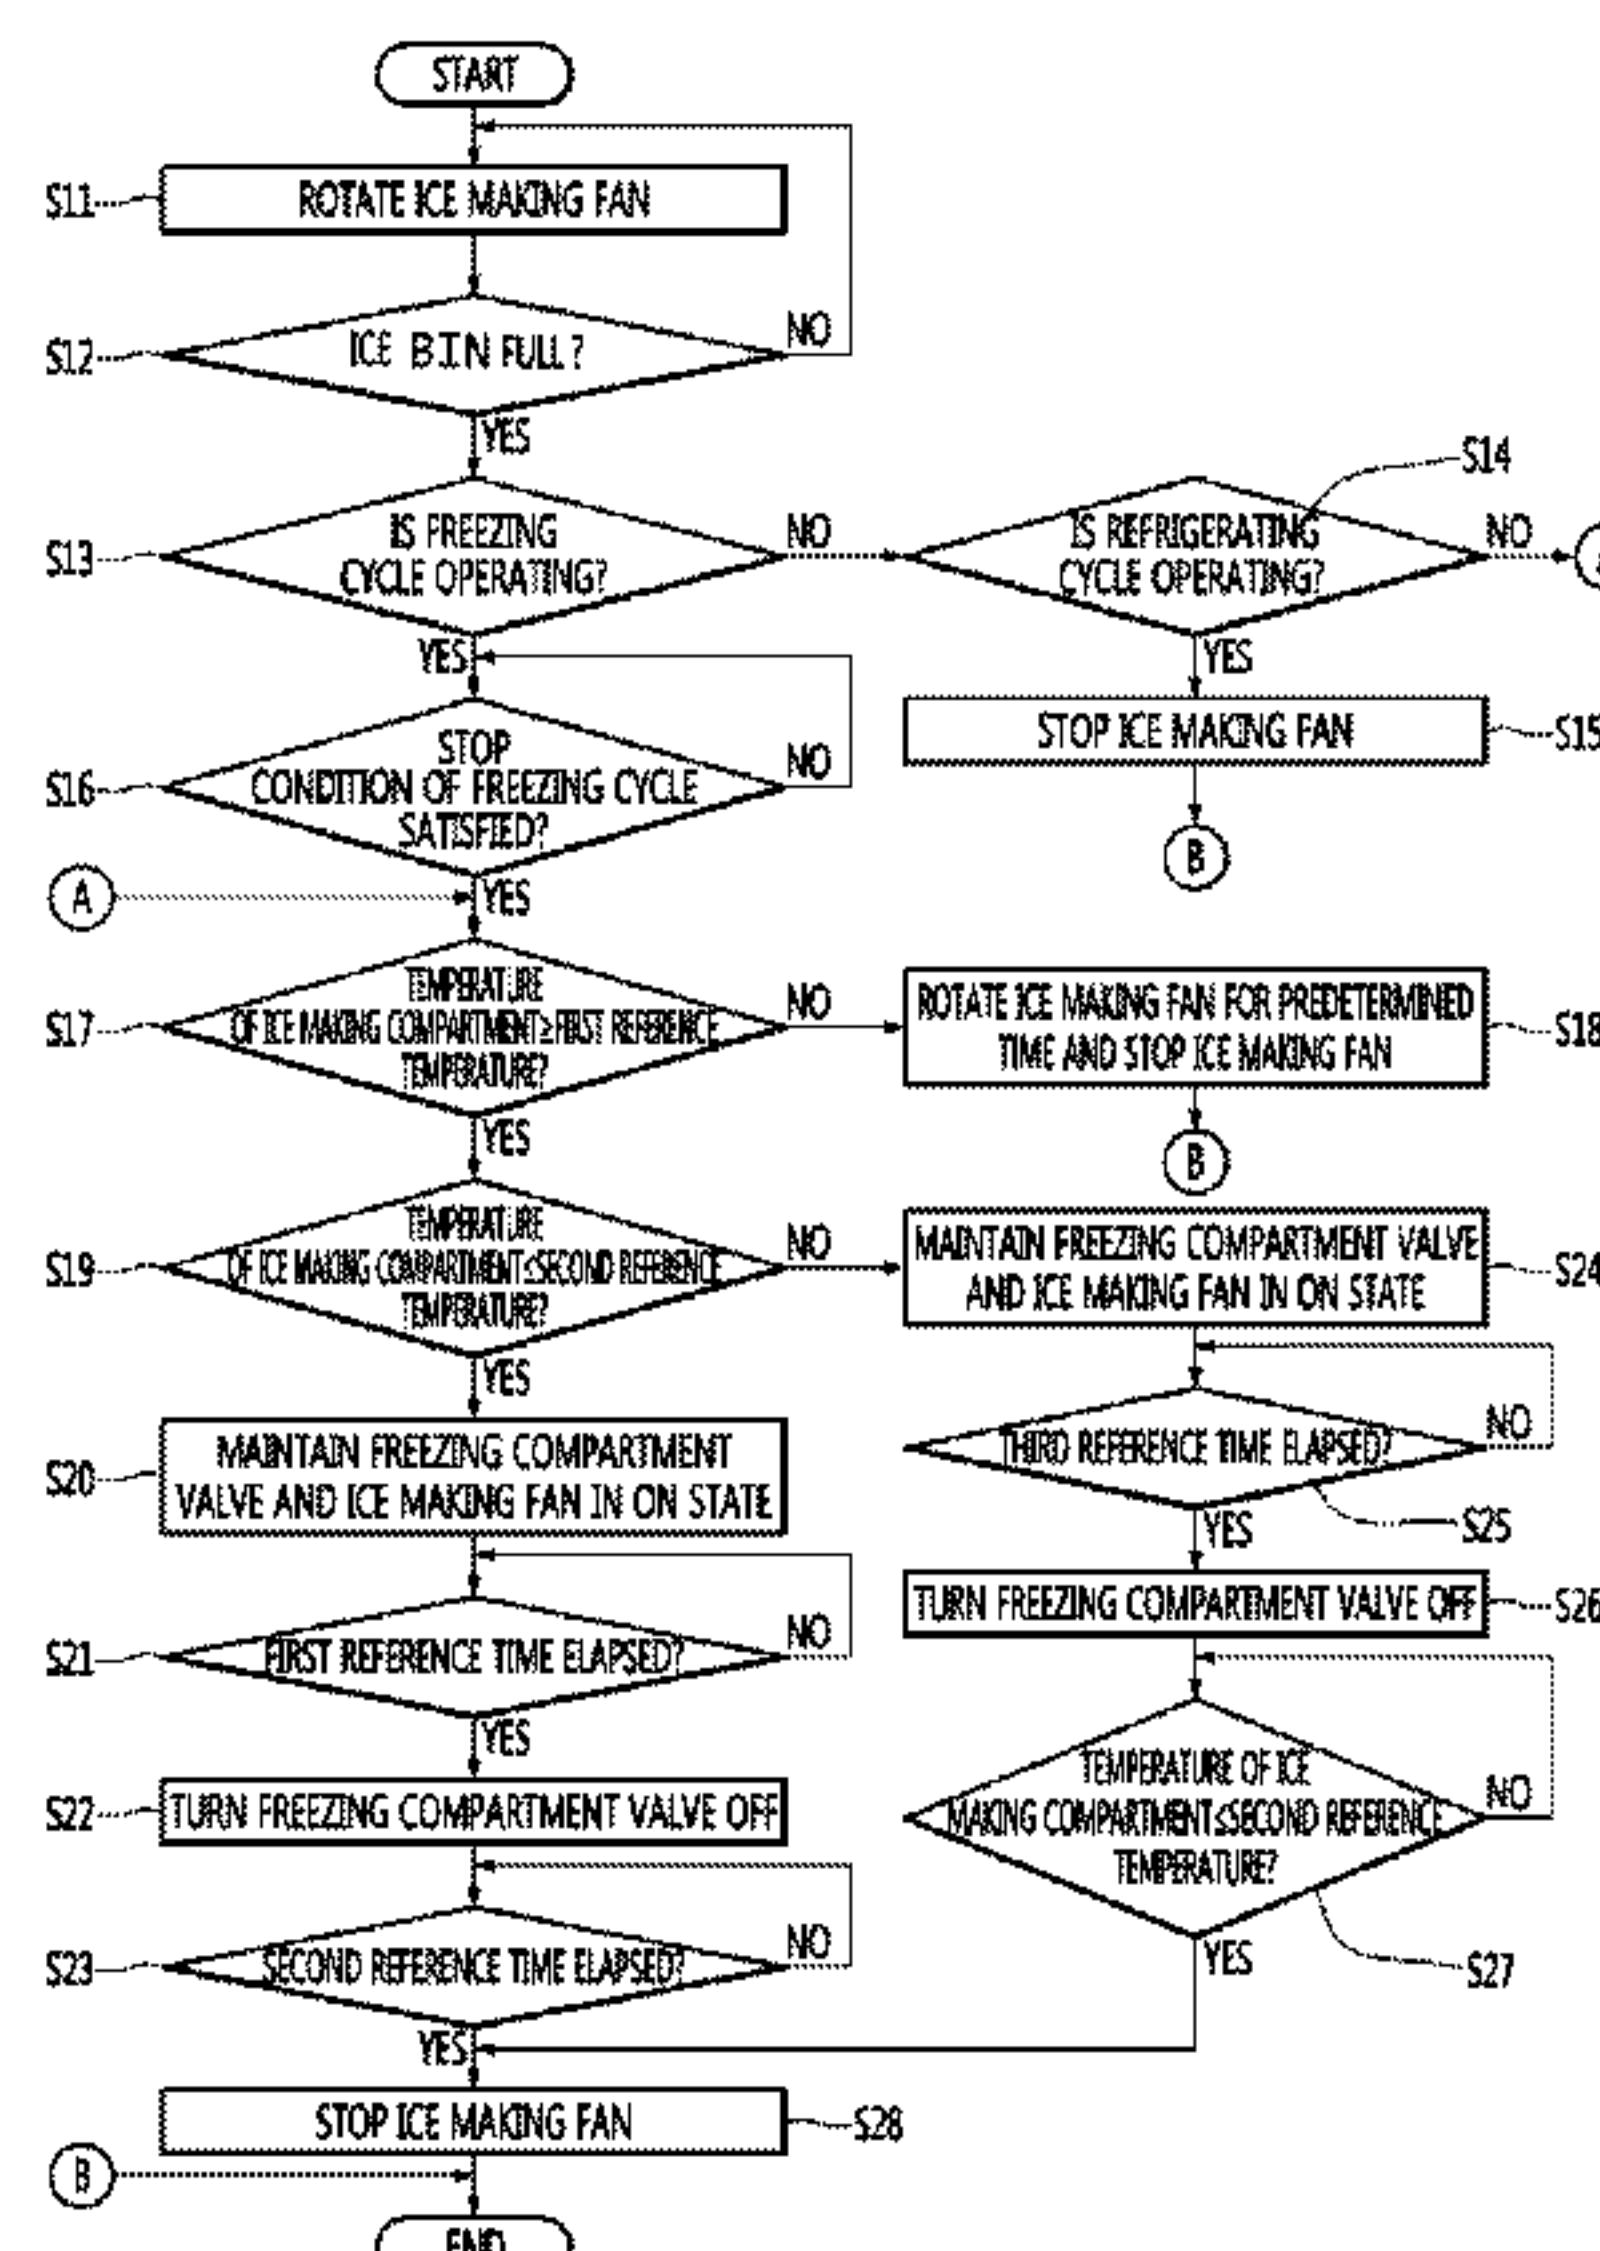 START
S11
ROTATE ICE MAKING FAN
S12
ICE BIN FULL?
NO
YES
S13
IS FREEZING
CYCLE OPERATING?
NO
S14
IS REFRIGERATING
CYCLE OPERATING?
NO
YES
YES
S16
STOP
CONDITION OF FREEZING CYCLE
SATISFIED?
NO
STOP ICE MAKING FAN
S15
B
A
YES
S17
TEMPERATURE
OF ICE MAKING COMPARTMENT≥FIRST REFERENCE
TEMPERATURE?
NO
ROTATE ICE MAKING FAN FOR PREDETERMINED
TIME AND STOP ICE MAKING FAN
S18
YES
B
S19
TEMPERATURE
OF ICE MAKING COMPARTMENT≤SECOND REFERENCE
TEMPERATURE?
NO
MAINTAIN FREEZING COMPARTMENT VALVE
AND ICE MAKING FAN IN ON STATE
S24
YES
S20
MAINTAIN FREEZING COMPARTMENT
VALVE AND ICE MAKING FAN IN ON STATE
THIRD REFERENCE TIME ELAPSED?
NO
S25
YES
S21
FIRST REFERENCE TIME ELAPSED?
NO
TURN FREEZING COMPARTMENT VALVE OFF
S26
YES
S22
TURN FREEZING COMPARTMENT VALVE OFF
TEMPERATURE OF ICE
MAKING COMPARTMENT≤SECOND REFERENCE
TEMPERATURE?
NO
S27
YES
S23
SECOND REFERENCE TIME ELAPSED?
NO
YES
STOP ICE MAKING FAN
S28
B
END